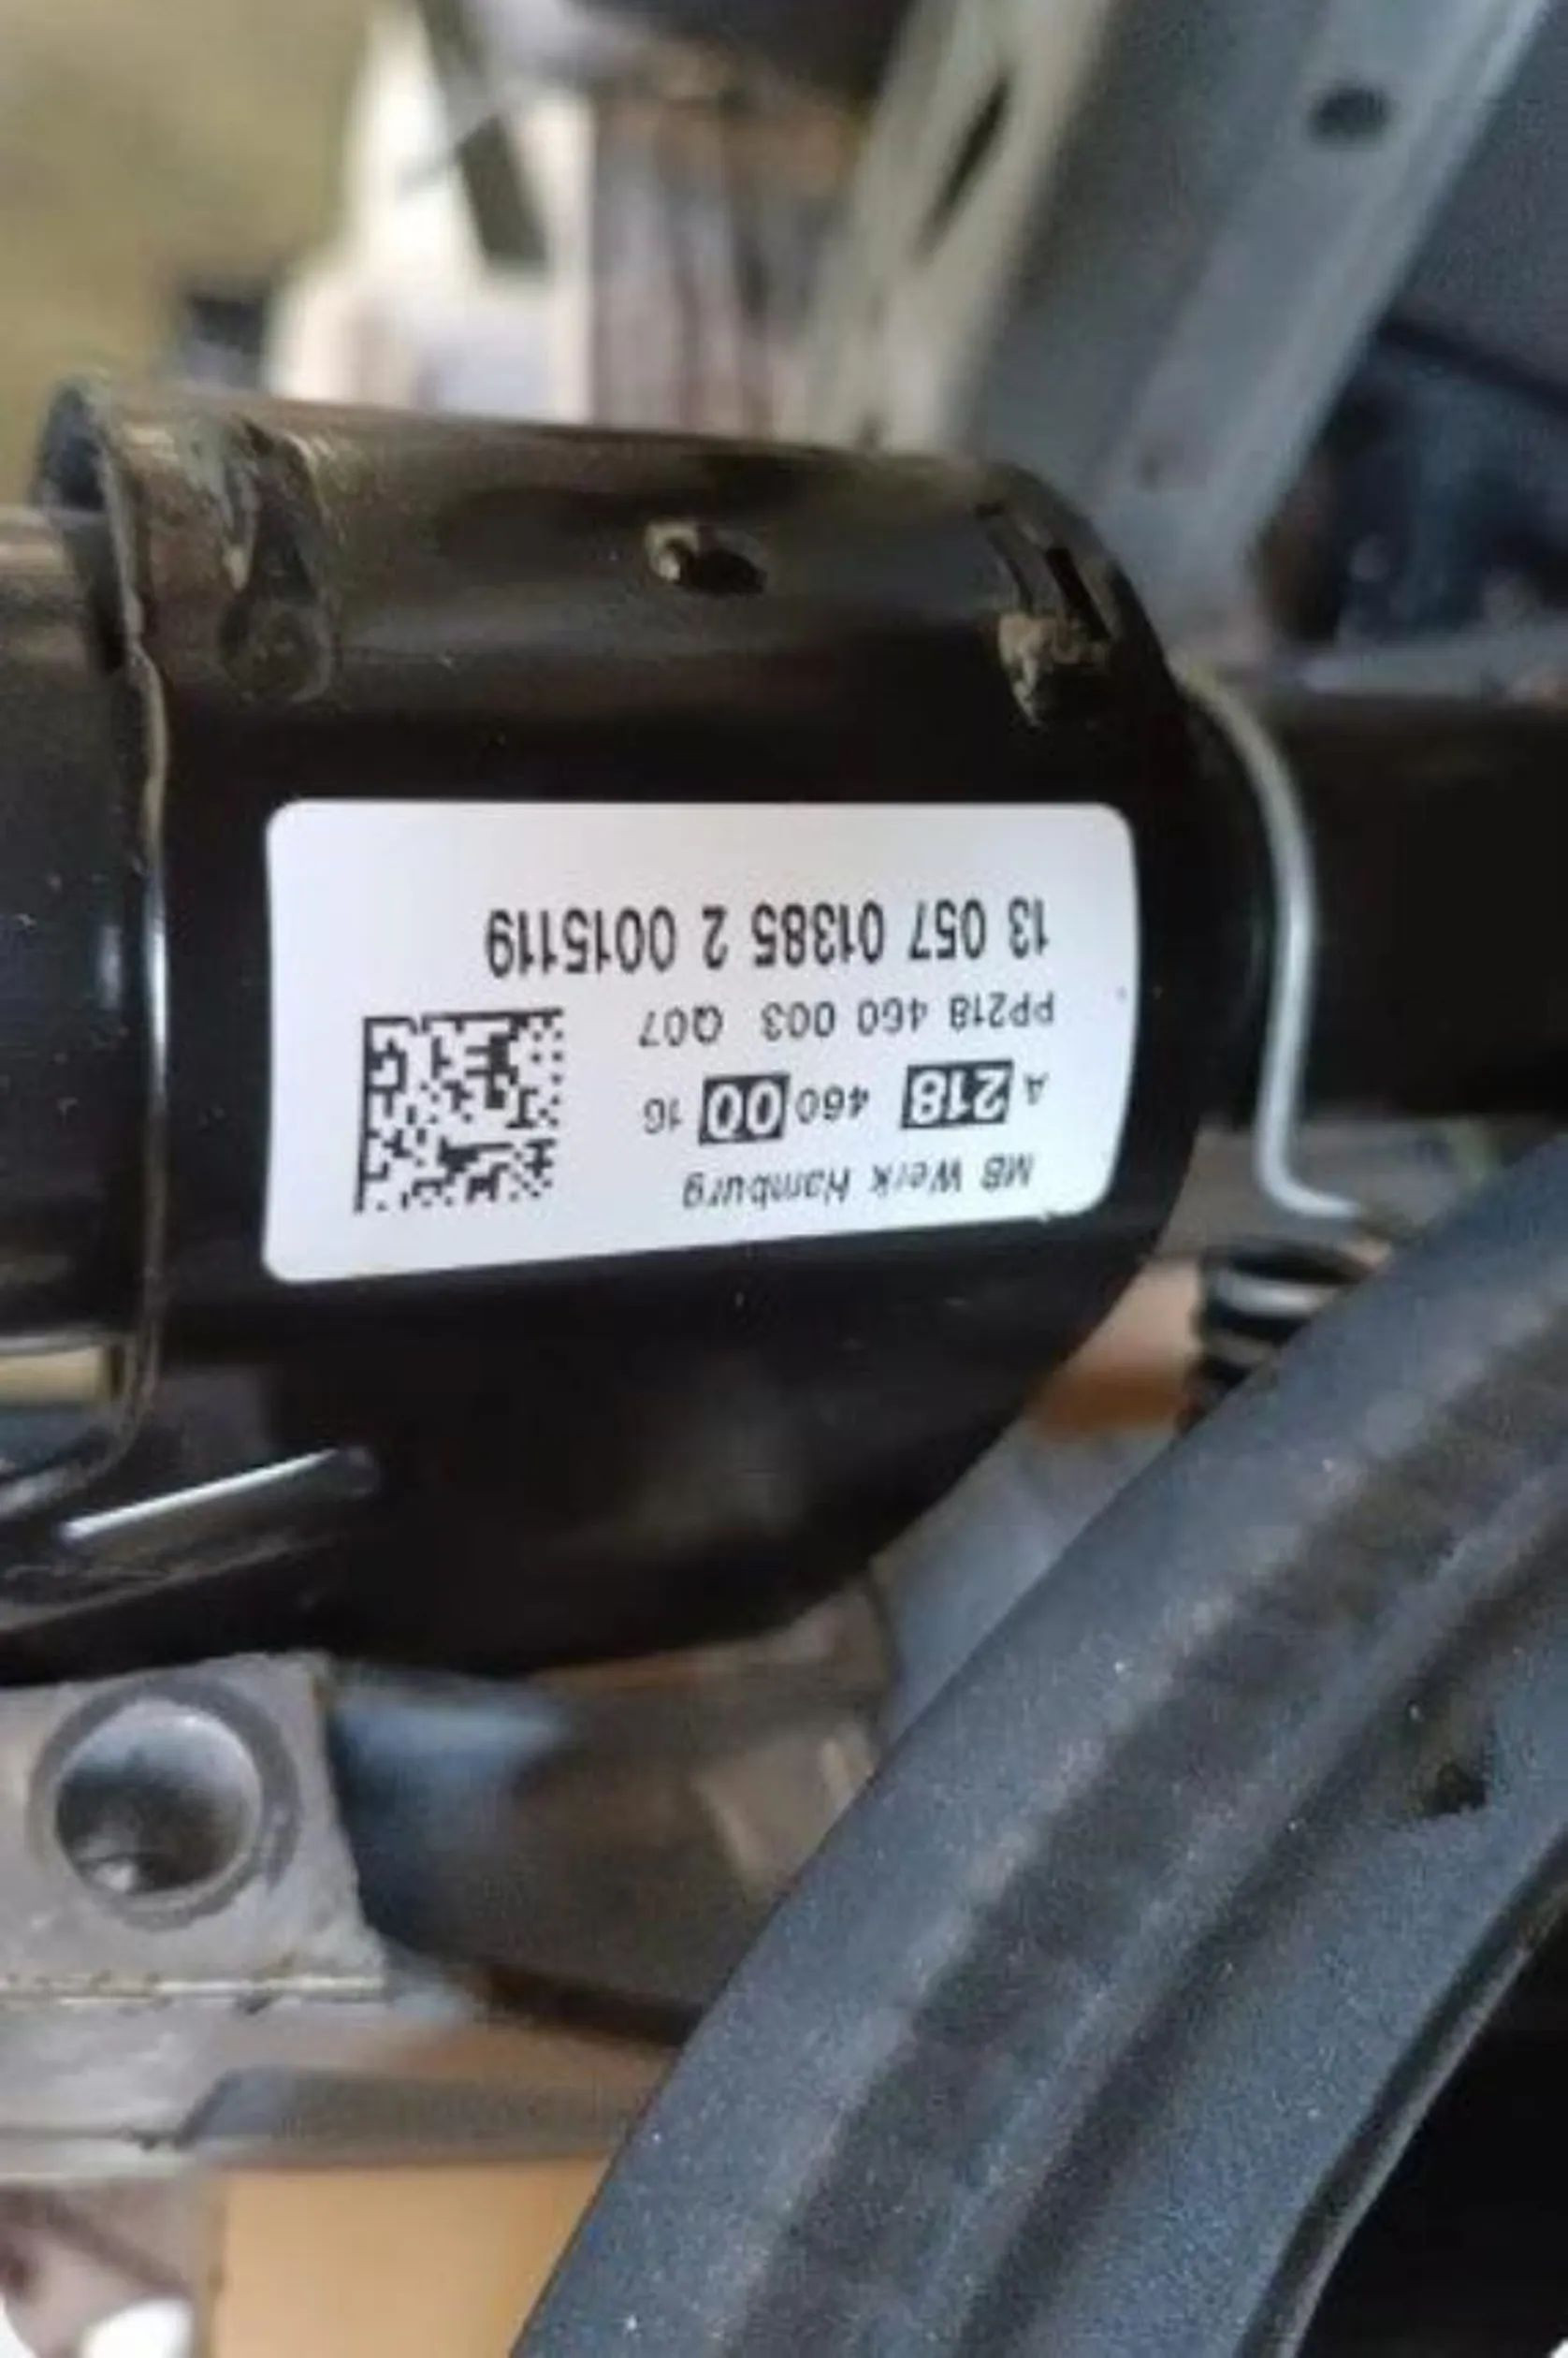 MB Werk Hamburg
A 218 460 00 16
PP218 460 003 Q07
13 057 01385 2 0015119